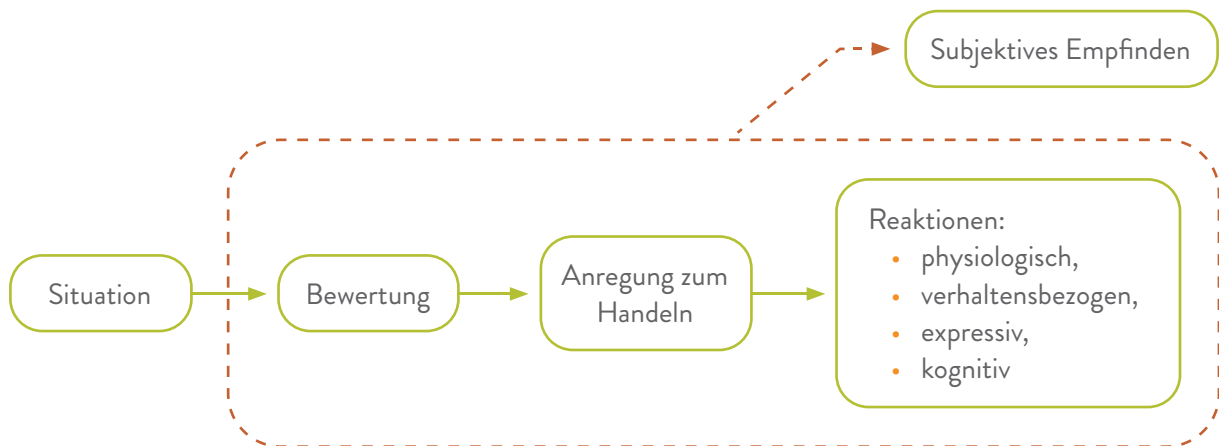 Subjektives Empfinden
Situation
Bewertung
Anregung zum
Handeln
Reaktionen:
• physiologisch,
• verhaltensbezogen,
• expressiv,
• kognitiv